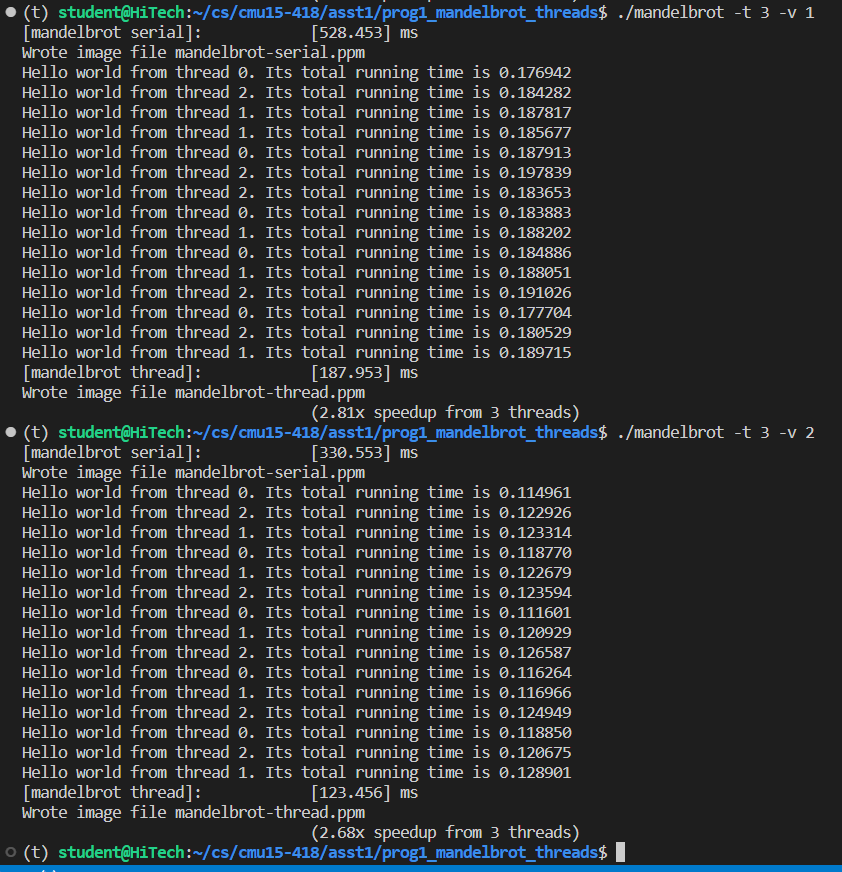 (t) student@HiTech:~/cs/cmu15-418/asst1/prog1_mandelbrot_threads$ ./mandelbrot -t 3 -v 1
[mandelbrot serial]: [528.453] ms
Wrote image file mandelbrot-serial.ppm
Hello world from thread 0. Its total running time is 0.176942
Hello world from thread 2. Its total running time is 0.184282
Hello world from thread 1. Its total running time is 0.187817
Hello world from thread 1. Its total running time is 0.185677
Hello world from thread 0. Its total running time is 0.187913
Hello world from thread 2. Its total running time is 0.197839
Hello world from thread 2. Its total running time is 0.183653
Hello world from thread 0. Its total running time is 0.183883
Hello world from thread 1. Its total running time is 0.188202
Hello world from thread 0. Its total running time is 0.184886
Hello world from thread 1. Its total running time is 0.188051
Hello world from thread 2. Its total running time is 0.191026
Hello world from thread 0. Its total running time is 0.177704
Hello world from thread 2. Its total running time is 0.180529
Hello world from thread 1. Its total running time is 0.189715
[mandelbrot thread]: [187.953] ms
Wrote image file mandelbrot-thread.ppm
(2.81x speedup from 3 threads)
(t) student@HiTech:~/cs/cmu15-418/asst1/prog1_mandelbrot_threads$ ./mandelbrot -t 3 -v 2
[mandelbrot serial]: [330.553] ms
Wrote image file mandelbrot-serial.ppm
Hello world from thread 0. Its total running time is 0.114961
Hello world from thread 2. Its total running time is 0.122926
Hello world from thread 1. Its total running time is 0.123314
Hello world from thread 0. Its total running time is 0.118770
Hello world from thread 1. Its total running time is 0.122679
Hello world from thread 2. Its total running time is 0.123594
Hello world from thread 0. Its total running time is 0.111601
Hello world from thread 1. Its total running time is 0.120929
Hello world from thread 2. Its total running time is 0.126587
Hello world from thread 0. Its total running time is 0.116264
Hello world from thread 1. Its total running time is 0.116966
Hello world from thread 2. Its total running time is 0.124949
Hello world from thread 0. Its total running time is 0.118850
Hello world from thread 2. Its total running time is 0.120675
Hello world from thread 1. Its total running time is 0.128901
[mandelbrot thread]: [123.456] ms
Wrote image file mandelbrot-thread.ppm
(2.68x speedup from 3 threads)
(t) student@HiTech:~/cs/cmu15-418/asst1/prog1_mandelbrot_threads$